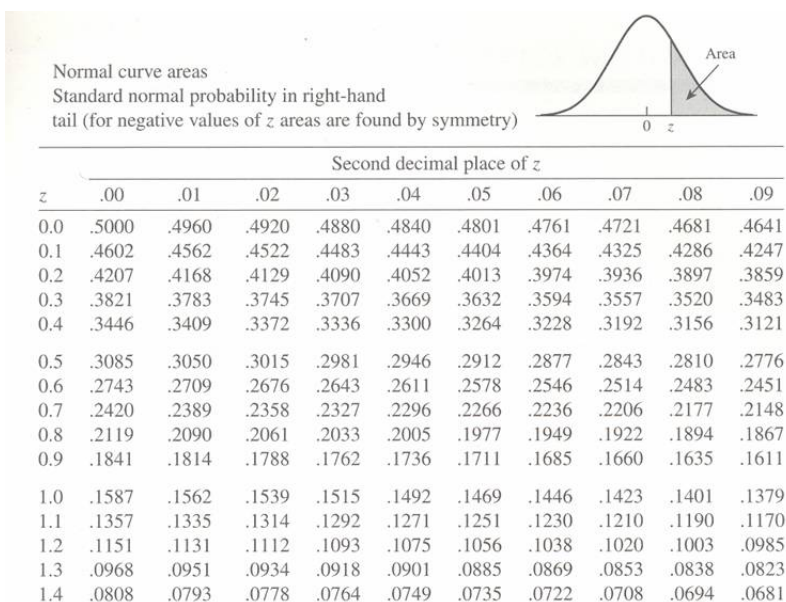 Area
Normal curve areas
Standard normal probability in right-hand
tail (for negative values of z areas are found by symmetry)
0 z
Second decimal place of z
z .00 .01 .02 .03 .04 .05 .06 .07 .08 .09
0.0 .5000 .4960 .4920 .4880 .4840 .4801 .4761 .4721 .4681 .4641
0.1 .4602 .4562 .4522 .4483 .4443 .4404 .4364 .4325 .4286 .4247
0.2 .4207 .4168 .4129 .4090 .4052 .4013 .3974 .3936 .3897 .3859
0.3 .3821 .3783 .3745 .3707 .3669 .3632 .3594 .3557 .3520 .3483
0.4 .3446 .3409 .3372 .3336 .3300 .3264 .3228 .3192 .3156 .3121
0.5 .3085 .3050 .3015 .2981 .2946 .2912 .2877 .2843 .2810 .2776
0.6 .2743 .2709 .2676 .2643 .2611 .2578 .2546 .2514 .2483 .2451
0.7 .2420 .2389 .2358 .2327 .2296 .2266 .2236 .2206 .2177 .2148
0.8 .2119 .2090 .2061 .2033 .2005 .1977 .1949 .1922 .1894 .1867
0.9 .1841 .1814 .1788 .1762 .1736 .1711 .1685 .1660 .1635 .1611
1.0 .1587 .1562 .1539 .1515 .1492 .1469 .1446 .1423 .1401 .1379
1.1 .1357 .1335 .1314 .1292 .1271 .1251 .1230 .1210 .1190 .1170
1.2 .1151 .1131 .1112 .1093 .1075 .1056 .1038 .1020 .1003 .0985
1.3 .0968 .0951 .0934 .0918 .0901 .0885 .0869 .0853 .0838 .0823
1.4 .0808 .0793 .0778 .0764 .0749 .0735 .0722 .0708 .0694 .0681